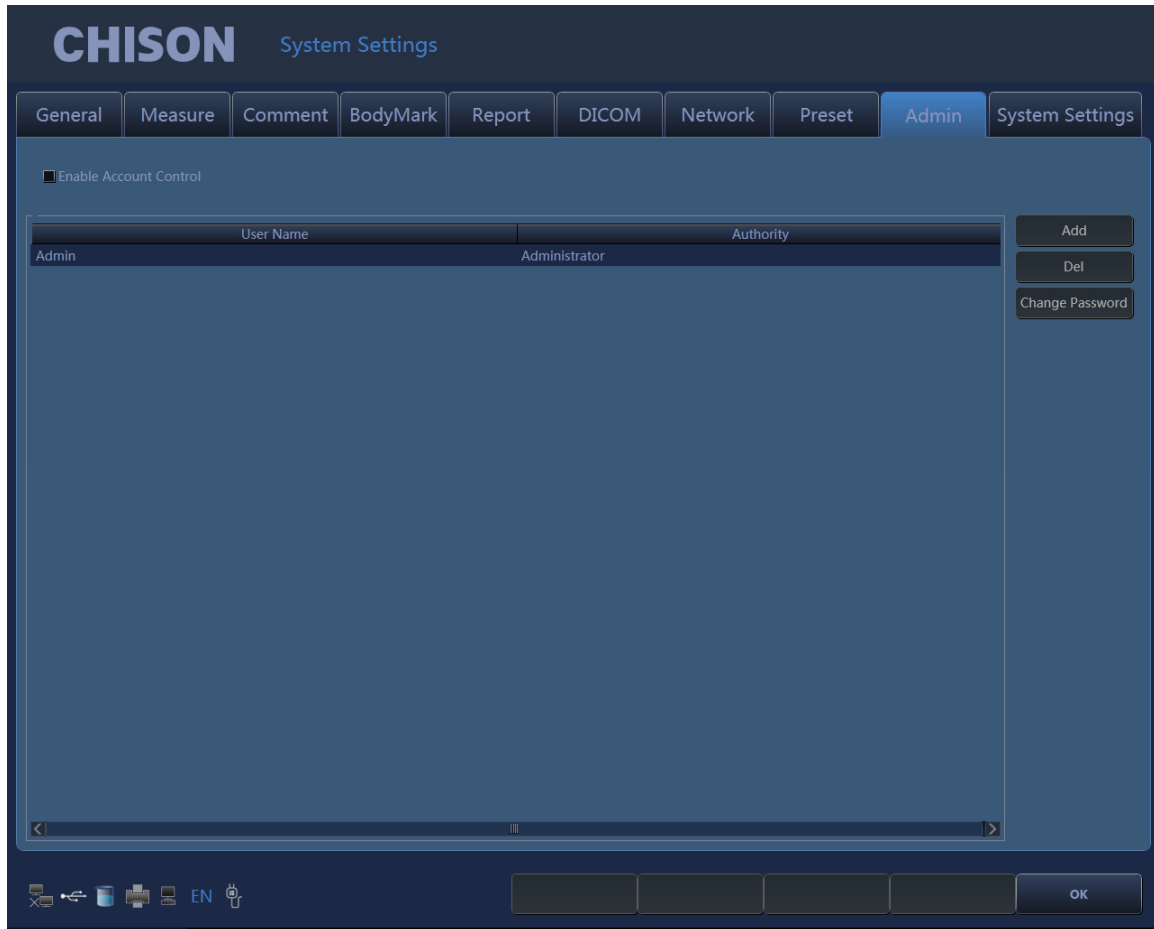 CHISON System Settings
General Measure Comment BodyMark Report DICOM Network Preset Admin System Settings
Enable Account Control
User Name Authority
Admin Administrator
Add
Del
Change Password
EN
OK